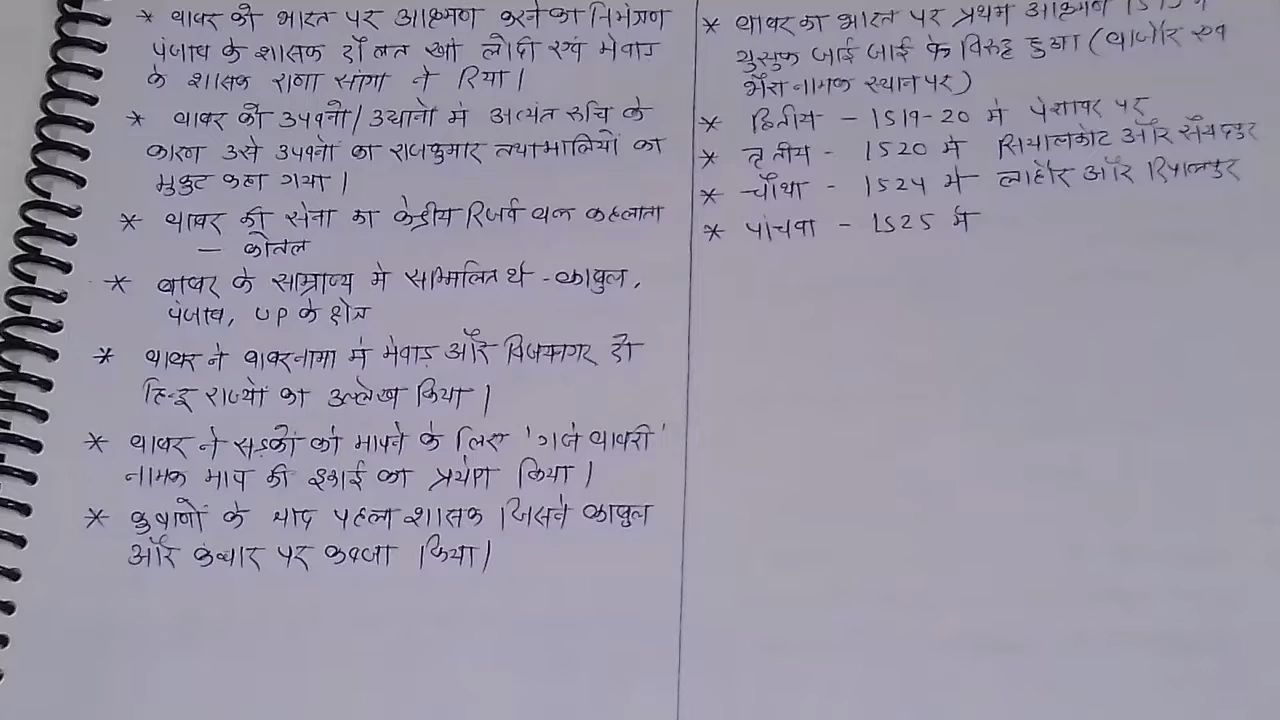 * बाबर को भारत पर आक्रमण करने का निमंत्रण
पंजाब के शासक दौलत खाँ लोदी एवं मेवाड़
के शासक राणा सांगा ने दिया।
* बाबर की उपवनों/उद्यानों में अत्यंत रुचि के
कारण उसे उपवनों का राजकुमार तथा मालियों का
मुकुट कहा गया।
* बाबर की सेना का केंद्रीय रिजर्व बल कहलाता
- कोतल
* बाबर के साम्राज्य में सम्मिलित थे - काबुल,
पंजाब, UP के क्षेत्र
* बाबर ने बाबरनामा में मेवाड़ और विजयनगर दो
हिन्दू राज्यों का उल्लेख किया।
* बाबर ने सड़कों को मापने के लिए 'गजे बाबरी'
नामक माप की इकाई का प्रयोग किया।
* कुषाणों के बाद पहला शासक जिसने काबुल
और कंधार पर कब्जा किया।
* बाबर का भारत पर प्रथम आक्रमण
युसुफ जाई जाति के विरुद्ध हुआ (बाजौर एवं
भेरा नामक स्थान पर)
* द्वितीय - 1519-20 में पेशावर पर
* तृतीय - 1520 में सियालकोट और सैय्यदपुर
* चौथा - 1524 में लाहौर और दिपालपुर
* पांचवा - 1525 में